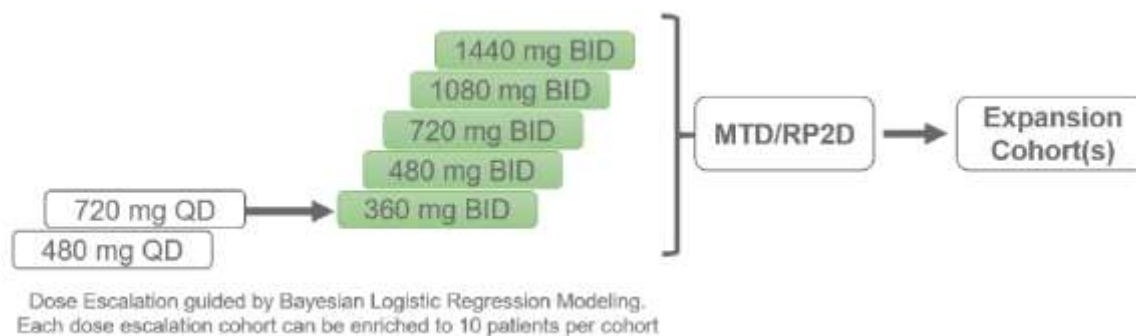 1440 mg BID
1080 mg BID
720 mg BID
480 mg BID
360 mg BID
720 mg QD
480 mg QD
MTD/RP2D
Expansion
Cohort(s)
Dose Escalation guided by Bayesian Logistic Regression Modeling.
Each dose escalation cohort can be enriched to 10 patients per cohort